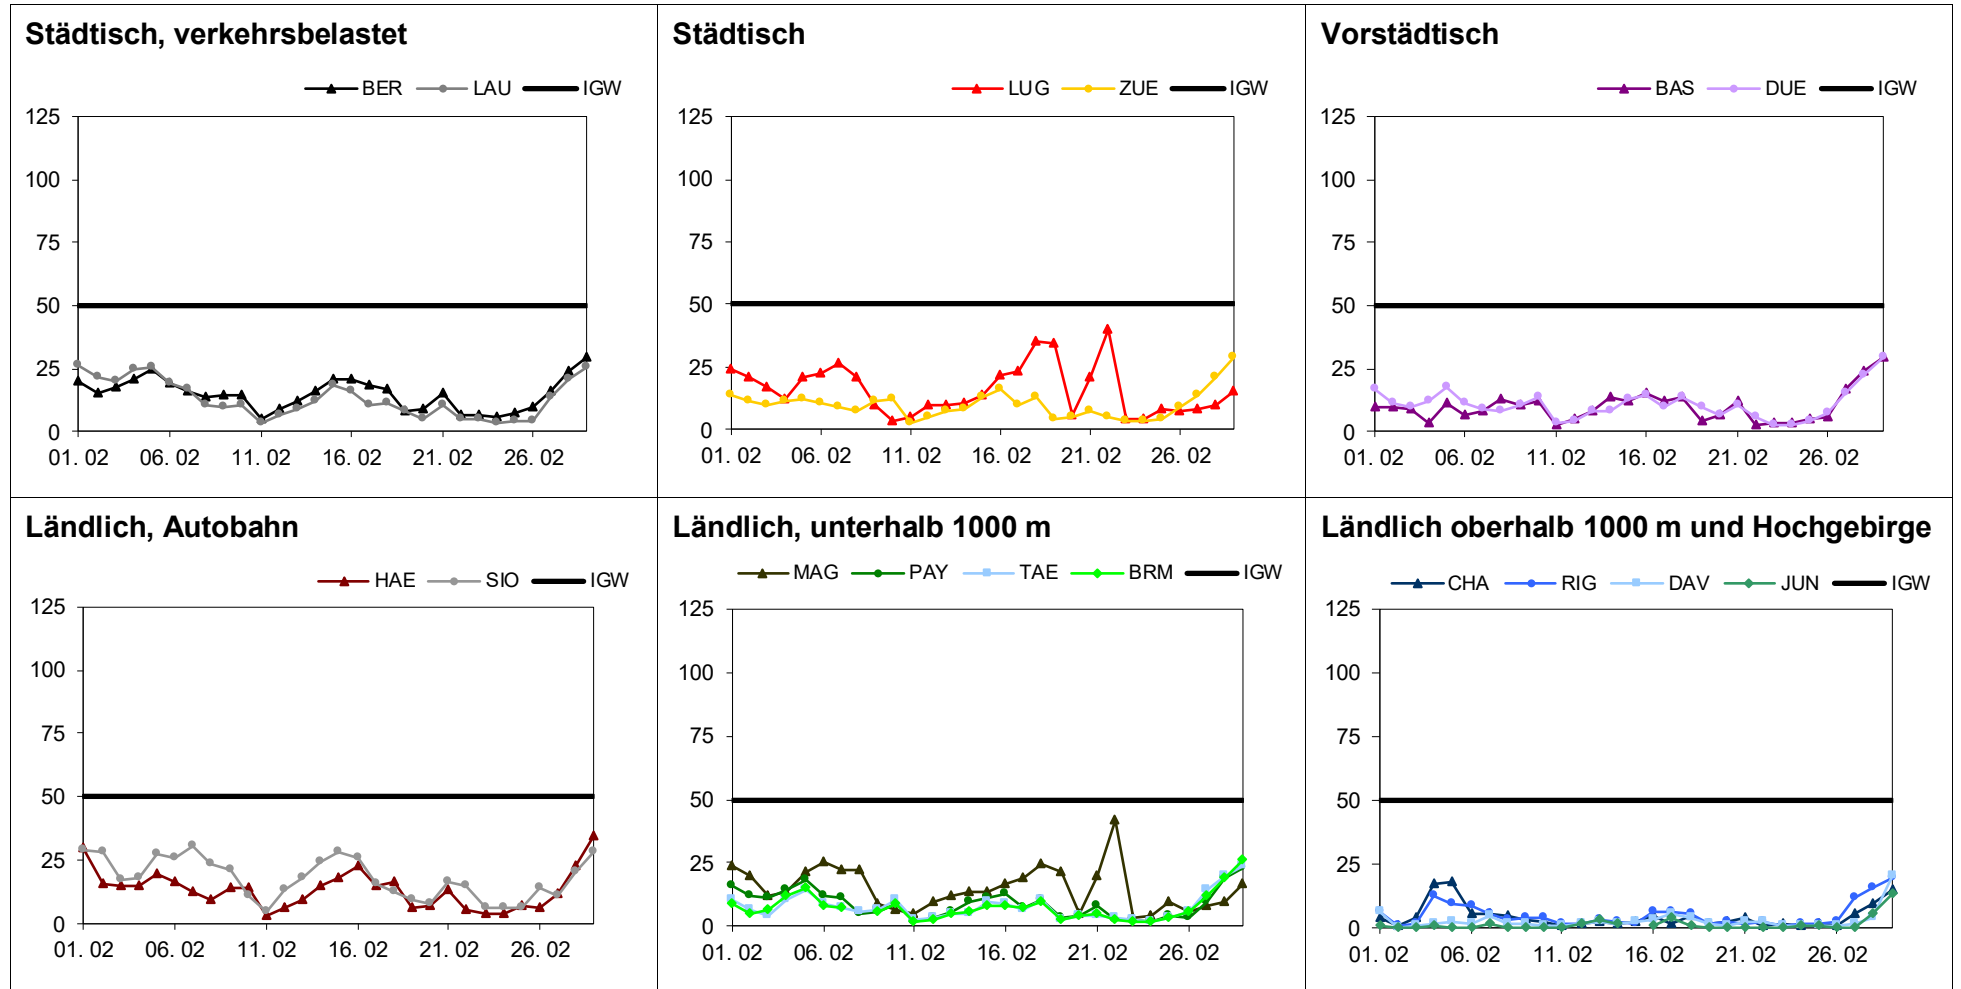 Städtisch, verkehrsbelastet
BER LAU IGW
125
100
75
50
25
0
01. 02 06. 02 11. 02 16. 02 21. 02 26. 02
Städtisch
LUG ZUE IGW
125
100
75
50
25
0
01. 02 06. 02 11. 02 16. 02 21. 02 26. 02
Vorstädtisch
BAS DUE IGW
125
100
75
50
25
0
01. 02 06. 02 11. 02 16. 02 21. 02 26. 02
Ländlich, Autobahn
HAE SIO IGW
125
100
75
50
25
0
01. 02 06. 02 11. 02 16. 02 21. 02 26. 02
Ländlich, unterhalb 1000 m
MAG PAY TAE BRM IGW
125
100
75
50
25
0
01. 02 06. 02 11. 02 16. 02 21. 02 26. 02
Ländlich oberhalb 1000 m und Hochgebirge
CHA RIG DAV JUN IGW
125
100
75
50
25
0
01. 02 06. 02 11. 02 16. 02 21. 02 26. 02